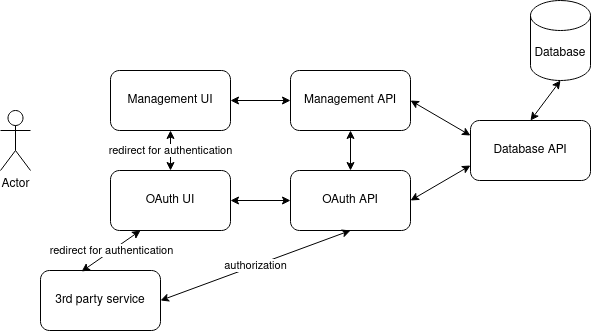 Database
Management UI
Management API
Database API
redirect for authentication
Actor
OAuth UI
OAuth API
redirect for authentication
authorization
3rd party service